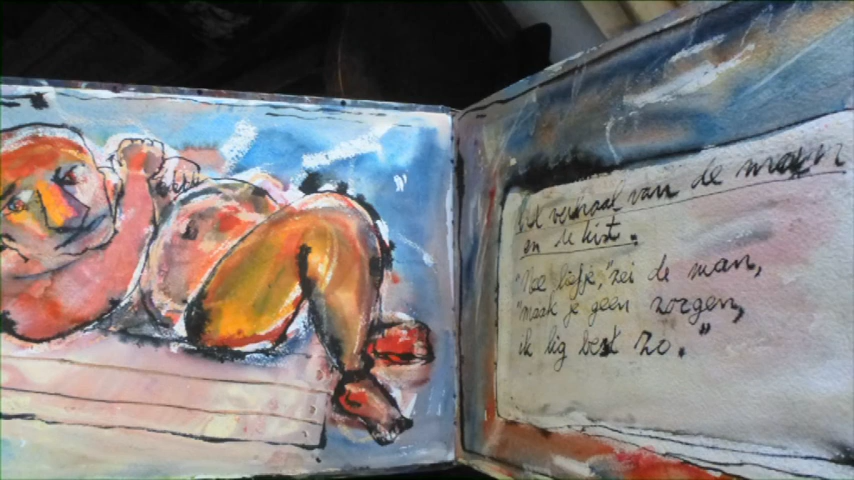 Het verhaal van de man
en de kist.
"Nee liefje," zei de man,
"maak je geen zorgen,
ik lig best zo."